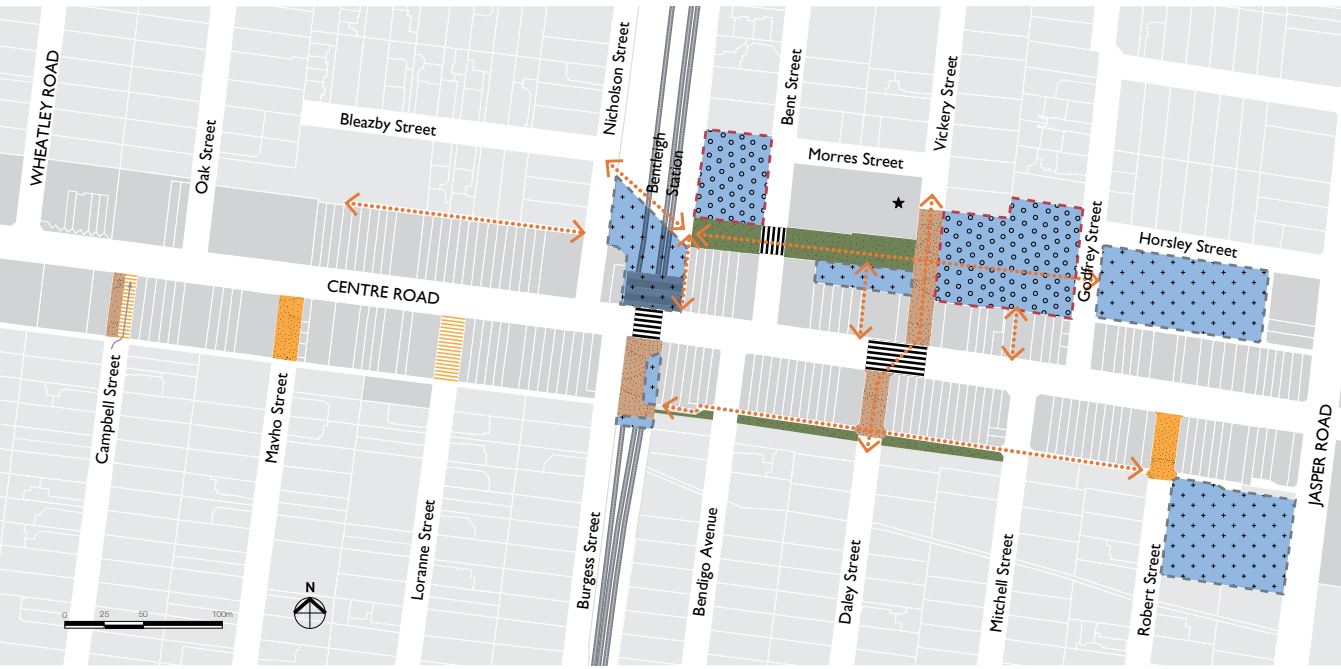 WHEATLEY ROAD
Oak Street
Bleazby Street
Nicholson Street
Bentleigh
Station
Bent Street
Morres Street
Vickery Street
Godfrey Street
Horsley Street
CENTRE ROAD
Campbell Street
Mavho Street
Loranne Street
Burgess Street
Bendigo Avenue
Daley Street
Mitchell Street
Robert Street
JASPER ROAD
N
0 25 50 100m